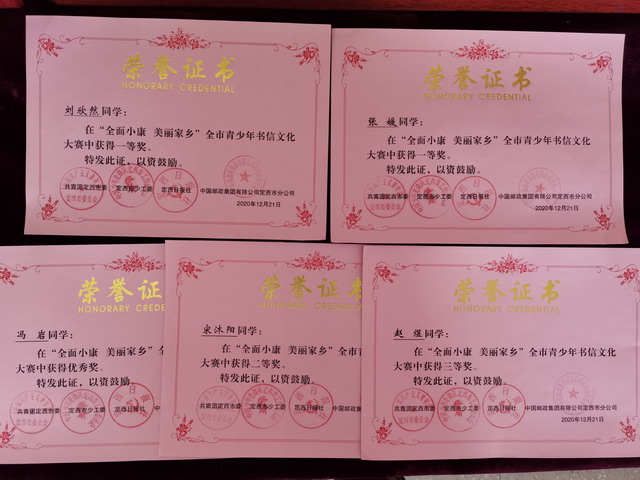 荣誉证书
HONORARY CREDENTIAL
刘欣然同学：
在“全面小康 美丽家乡”全市青少年书信文化
大赛中获得一等奖。
特发此证，以资鼓励。
共青团定西市委 定西市少工委 定西日报社 中国邮政集团有限公司定西市分公司
2020年12月21日
荣誉证书
HONORARY CREDENTIAL
张媛同学：
在“全面小康 美丽家乡”全市青少年书信文化
大赛中获得一等奖。
特发此证，以资鼓励。
共青团定西市委 定西市少工委 定西日报社 中国邮政集团有限公司定西市分公司
2020年12月21日
荣誉证书
HONORARY CREDE
冯岩同学：
在“全面小康 美丽家乡”
大赛中获得优秀奖。
特发此证，以资鼓励。
共青团定西市委 定西市少工委
荣誉证
HONORARY CREDEN
宋沐阳同学：
在“全面小康 美丽家乡”全市
大赛中获得二等奖。
特发此证，以资鼓励。
共青团定西市委 定西市少工委 定西日报社 中
荣誉证书
HONORARY CREDENTIAL
赵煜同学：
在“全面小康 美丽家乡”全市青少年书信文化
大赛中获得三等奖。
特发此证，以资鼓励。
共青团定西市委 定西市少工委 定西日报社 中国邮政集团有限公司定西市分公司
2020年12月21日